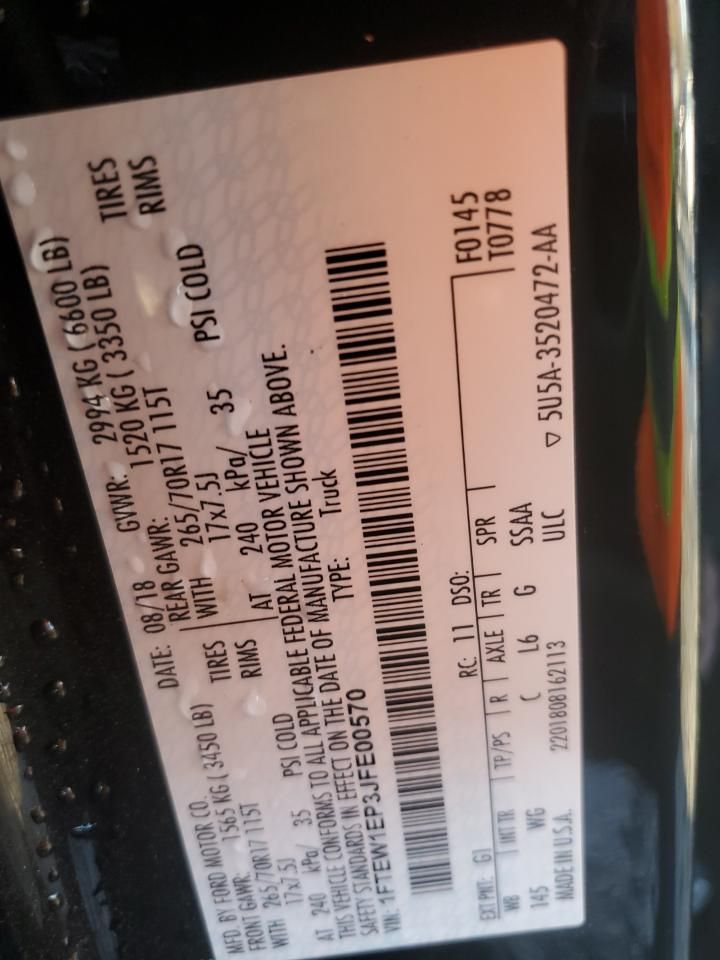 MFD. BY FORD MOTOR CO.
DATE: 08/18 GVWR: 2994 KG ( 6600 LB)
FRONT GAWR: 1565 KG ( 3450 LB)
REAR GAWR: 1520 KG ( 3350 LB)
WITH 265/70R17 115T TIRES
WITH 265/70R17 115T TIRES
17x7.5J RIMS
17x7.5J RIMS
AT 240 kPa/ 35 PSI COLD
AT 240 kPa/ 35 PSI COLD
THIS VEHICLE CONFORMS TO ALL APPLICABLE FEDERAL MOTOR VEHICLE
SAFETY STANDARDS IN EFFECT ON THE DATE OF MANUFACTURE SHOWN ABOVE.
VIN: 1FTEW1EP3JFE00570 TYPE: Truck
F0145
T0778
EXT PNT: G1 RC: 11 DSO:
WB INT TR TP/PS R AXLE TR SPR
145 WG C L6 G SSAA
MADE IN U.S.A. 2201808162113 ULC ▽ 5U5A-3520472-AA